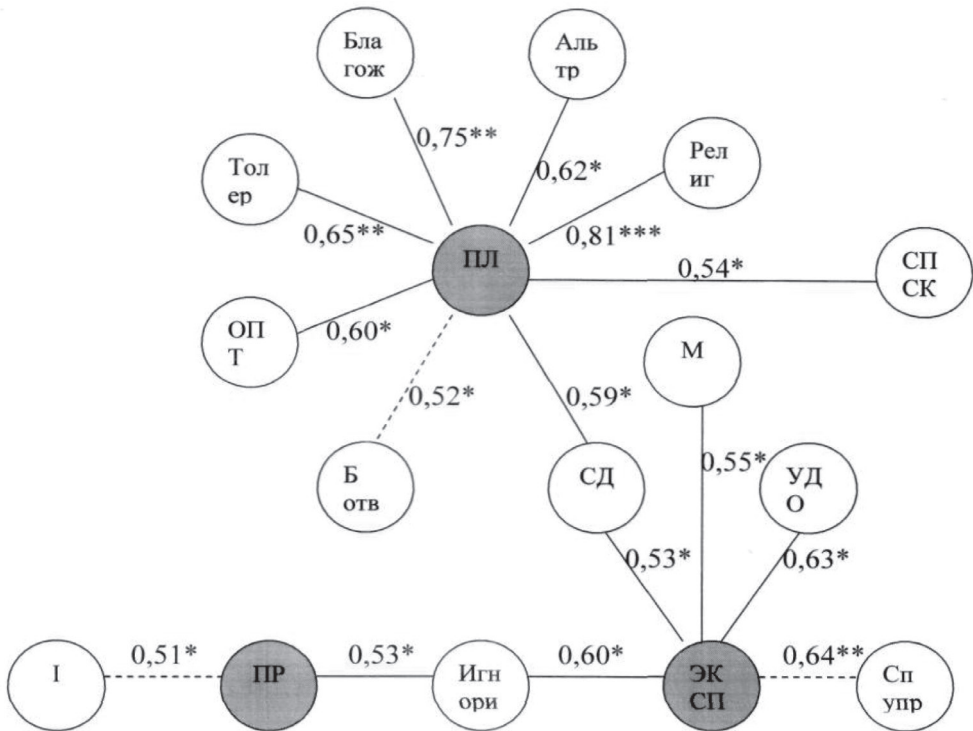 Бла
гож
Аль
тр
0,75**
0,62*
Тол
ер
Рел
иг
0,65**
0,81***
ПЛ
0,54*
СП
СК
ОП
Т
0,60*
М
0,52*
0,59*
Б
отв
СД
0,55*
УД
О
0,53*
0,63*
I
0,51*
ПР
0,53*
Игн
ори
0,60*
ЭК
СП
0,64**
Сп
упр